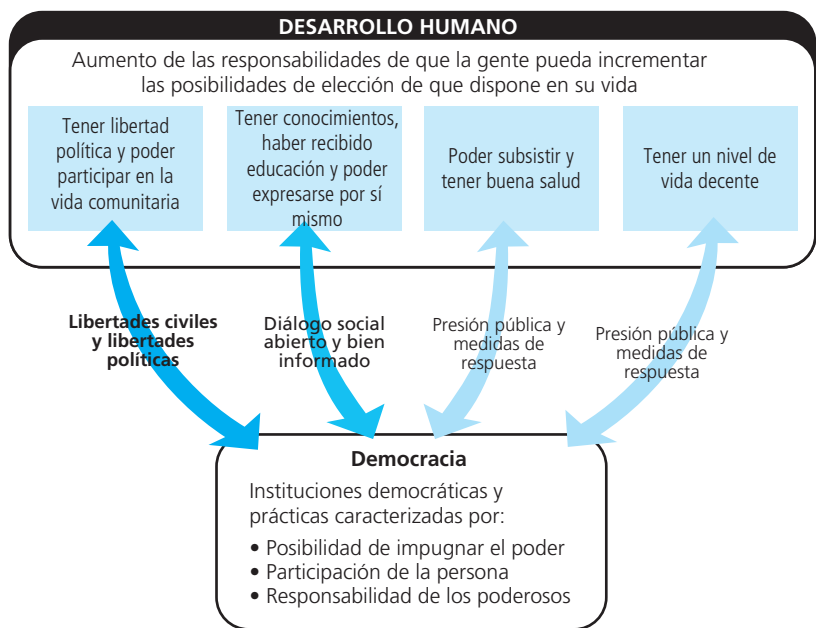 DESARROLLO HUMANO
Aumento de las responsabilidades de que la gente pueda incrementar
las posibilidades de elección de que dispone en su vida
Tener libertad
política y poder
participar en la
vida comunitaria
Tener conocimientos,
haber recibido
educación y poder
expresarse por sí
mismo
Poder subsistir y
tener buena salud
Tener un nivel de
vida decente
Libertades civiles
y libertades
políticas
Diálogo social
abierto y bien
informado
Presión pública y
medidas de
respuesta
Presión pública y
medidas de
respuesta
Democracia
Instituciones democráticas y
prácticas caracterizadas por:
• Posibilidad de impugnar el poder
• Participación de la persona
• Responsabilidad de los poderosos